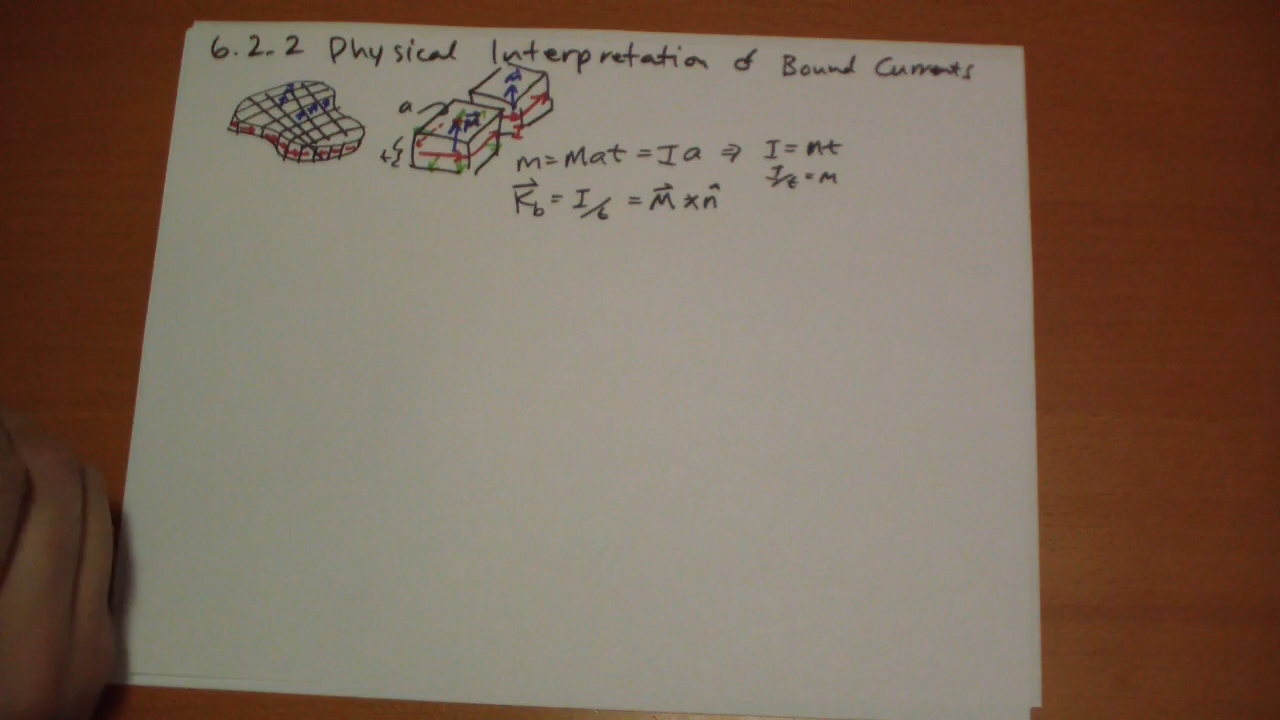 6.2.2 Physical Interpretation of Bound Currents
a
M⃗
m
t
I
m = Mat = Ia ⇒ I = Mt
I/t = M
K⃗b = I/t = M⃗ × n̂